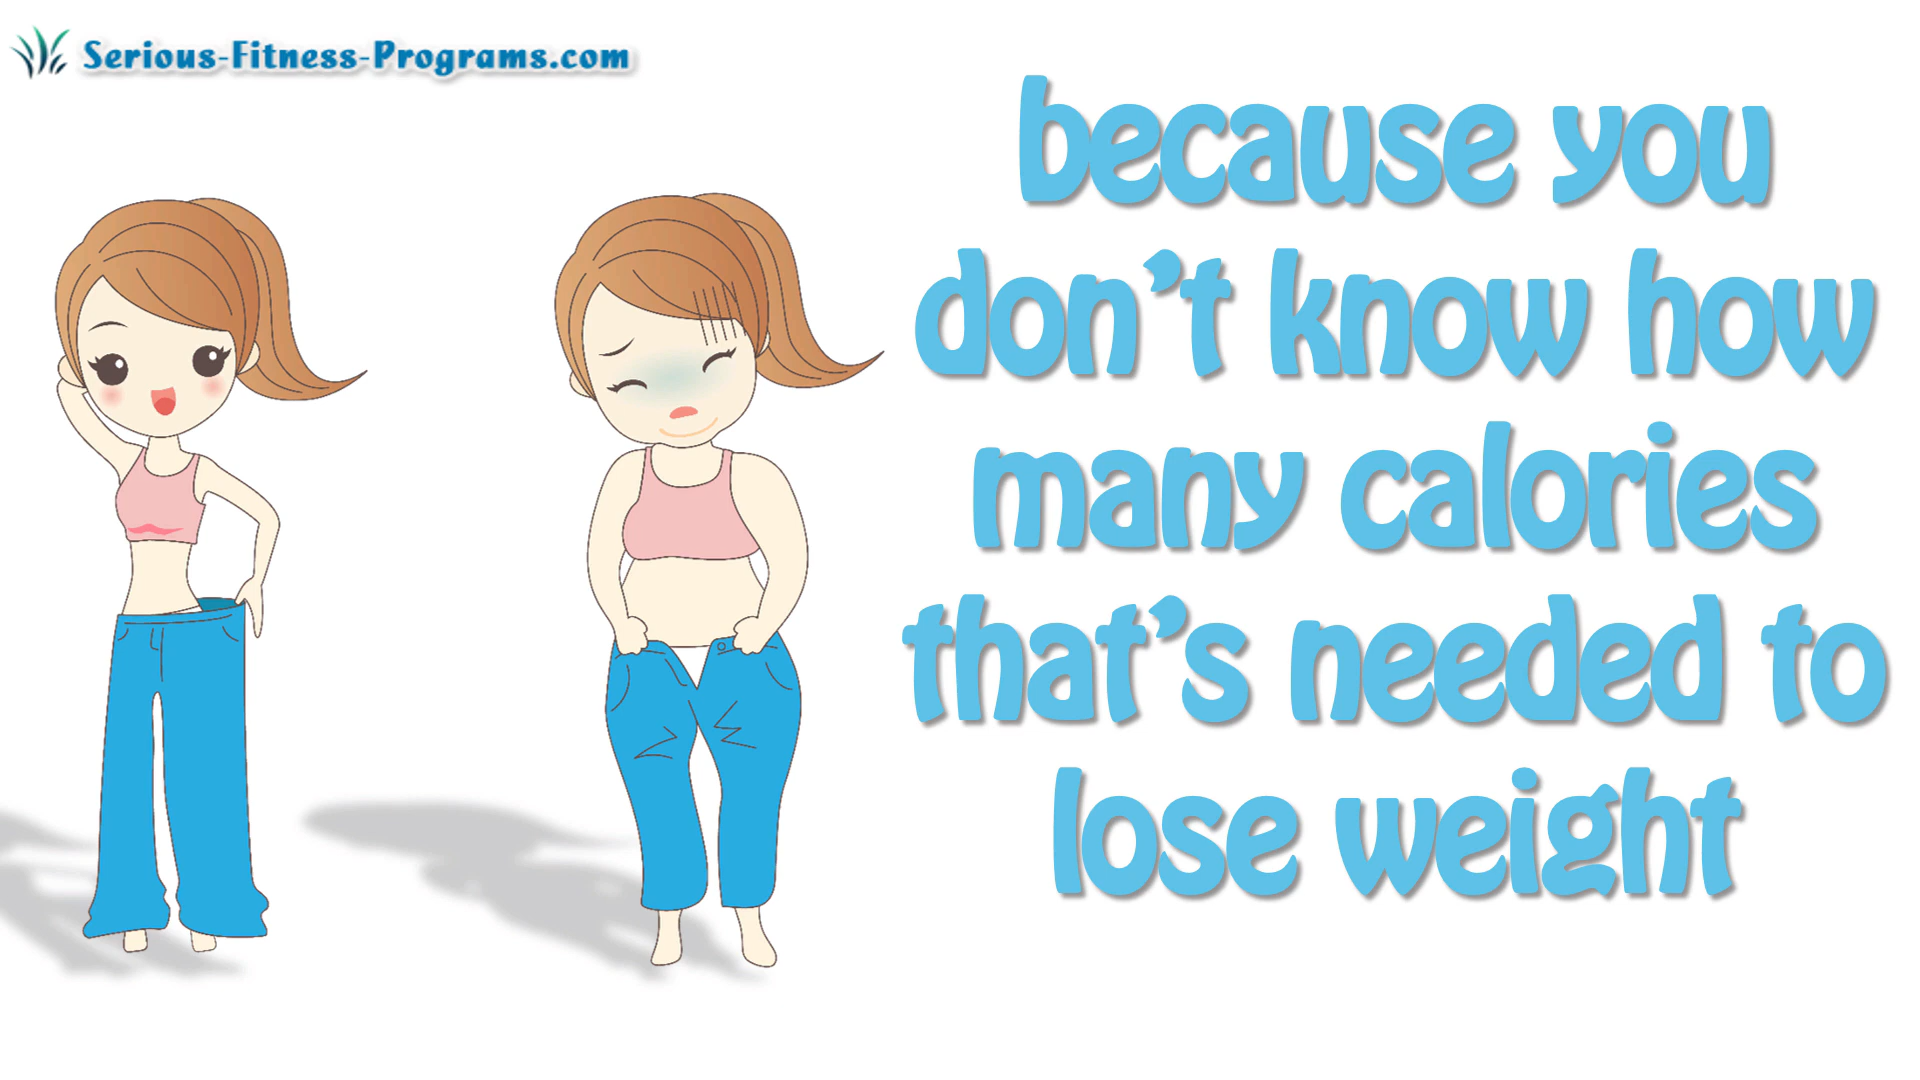 Serious-Fitness-Programs.com
because you
don't know how
many calories
that's needed to
lose weight